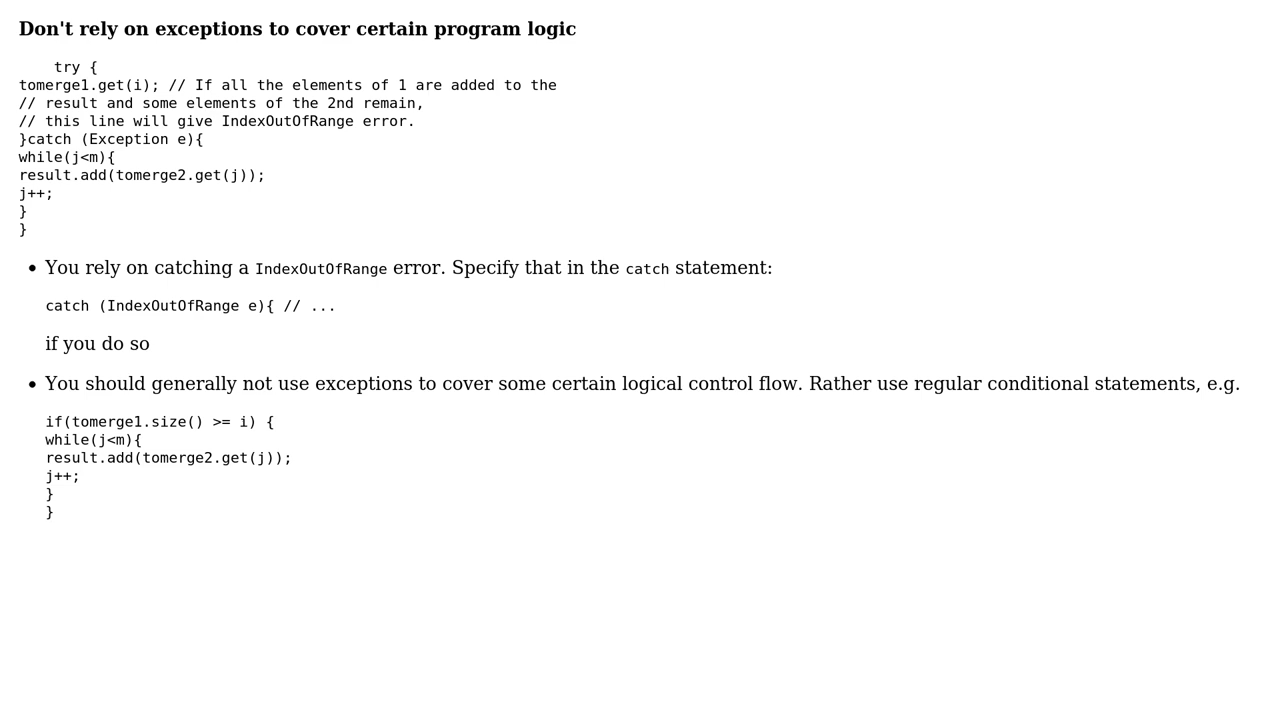 Don't rely on exceptions to cover certain program logic
try {
tomerge1.get(i); // If all the elements of 1 are added to the
// result and some elements of the 2nd remain,
// this line will give IndexOutOfRange error.
}catch (Exception e){
while(j<m){
result.add(tomerge2.get(j));
j++;
}
}
• You rely on catching a IndexOutOfRange error. Specify that in the catch statement:
catch (IndexOutOfRange e){ // ...
if you do so
• You should generally not use exceptions to cover some certain logical control flow. Rather use regular conditional statements, e.g.
if(tomerge1.size() >= i) {
while(j<m){
result.add(tomerge2.get(j));
j++;
}
}